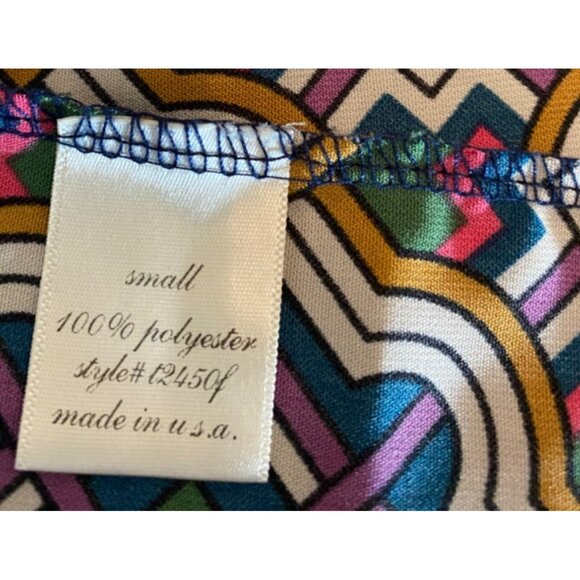 small
100% polyester
style# t2450f
made in u.s.a.